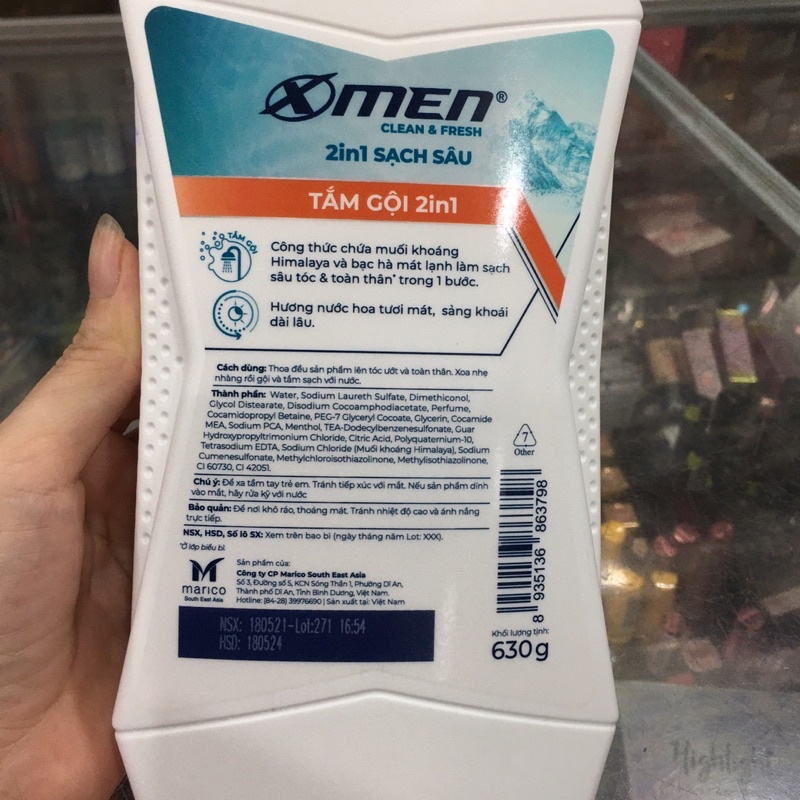 XMEN®
CLEAN & FRESH
2in1 SẠCH SÂU
TẮM GỘI 2in1
TẮM GỘI
Công thức chứa muối khoáng
Himalaya và bạc hà mát lạnh làm sạch
sâu tóc & toàn thân* trong 1 bước.
Hương nước hoa tươi mát, sảng khoái
dài lâu.
Cách dùng: Thoa đều sản phẩm lên tóc ướt và toàn thân. Xoa nhẹ
nhàng rồi gội và tắm sạch với nước.
Thành phần: Water, Sodium Laureth Sulfate, Dimethiconol,
Glycol Distearate, Disodium Cocoamphodiacetate, Perfume,
Cocamidopropyl Betaine, PEG-7 Glyceryl Cocoate, Glycerin, Cocamide
MEA, Sodium PCA, Menthol, TEA-Dodecylbenzenesulfonate, Guar
Hydroxypropyltrimonium Chloride, Citric Acid, Polyquaternium-10,
Tetrasodium EDTA, Sodium Chloride (Muối khoáng Himalaya), Sodium
Cumenesulfonate, Methylchloroisothiazolinone, Methylisothiazolinone,
CI 60730, CI 42051.
7
Other
Chú ý: Để xa tầm tay trẻ em. Tránh tiếp xúc với mắt. Nếu sản phẩm dính
vào mắt, hãy rửa kỹ với nước
Bảo quản: Để nơi khô ráo, thoáng mát. Tránh nhiệt độ cao và ánh nắng
trực tiếp.
NSX, HSD, Số lô SX: Xem trên bao bì (ngày tháng năm Lot: XXX).
*Ở lớp biểu bì.
marico
South East Asia
Sản phẩm của:
Công ty CP Marico South East Asia
Số 3, Đường số 5, KCN Sóng Thần 1, Phường Dĩ An,
Thành phố Dĩ An, Tỉnh Bình Dương, Việt Nam.
Hotline: (84-28) 39976690 | Sản xuất tại: Việt Nam
NSX: 180521-Lot:271 16:54
HSD: 180524
8 935136 863798
Khối lượng tịnh:
630g
Highlight